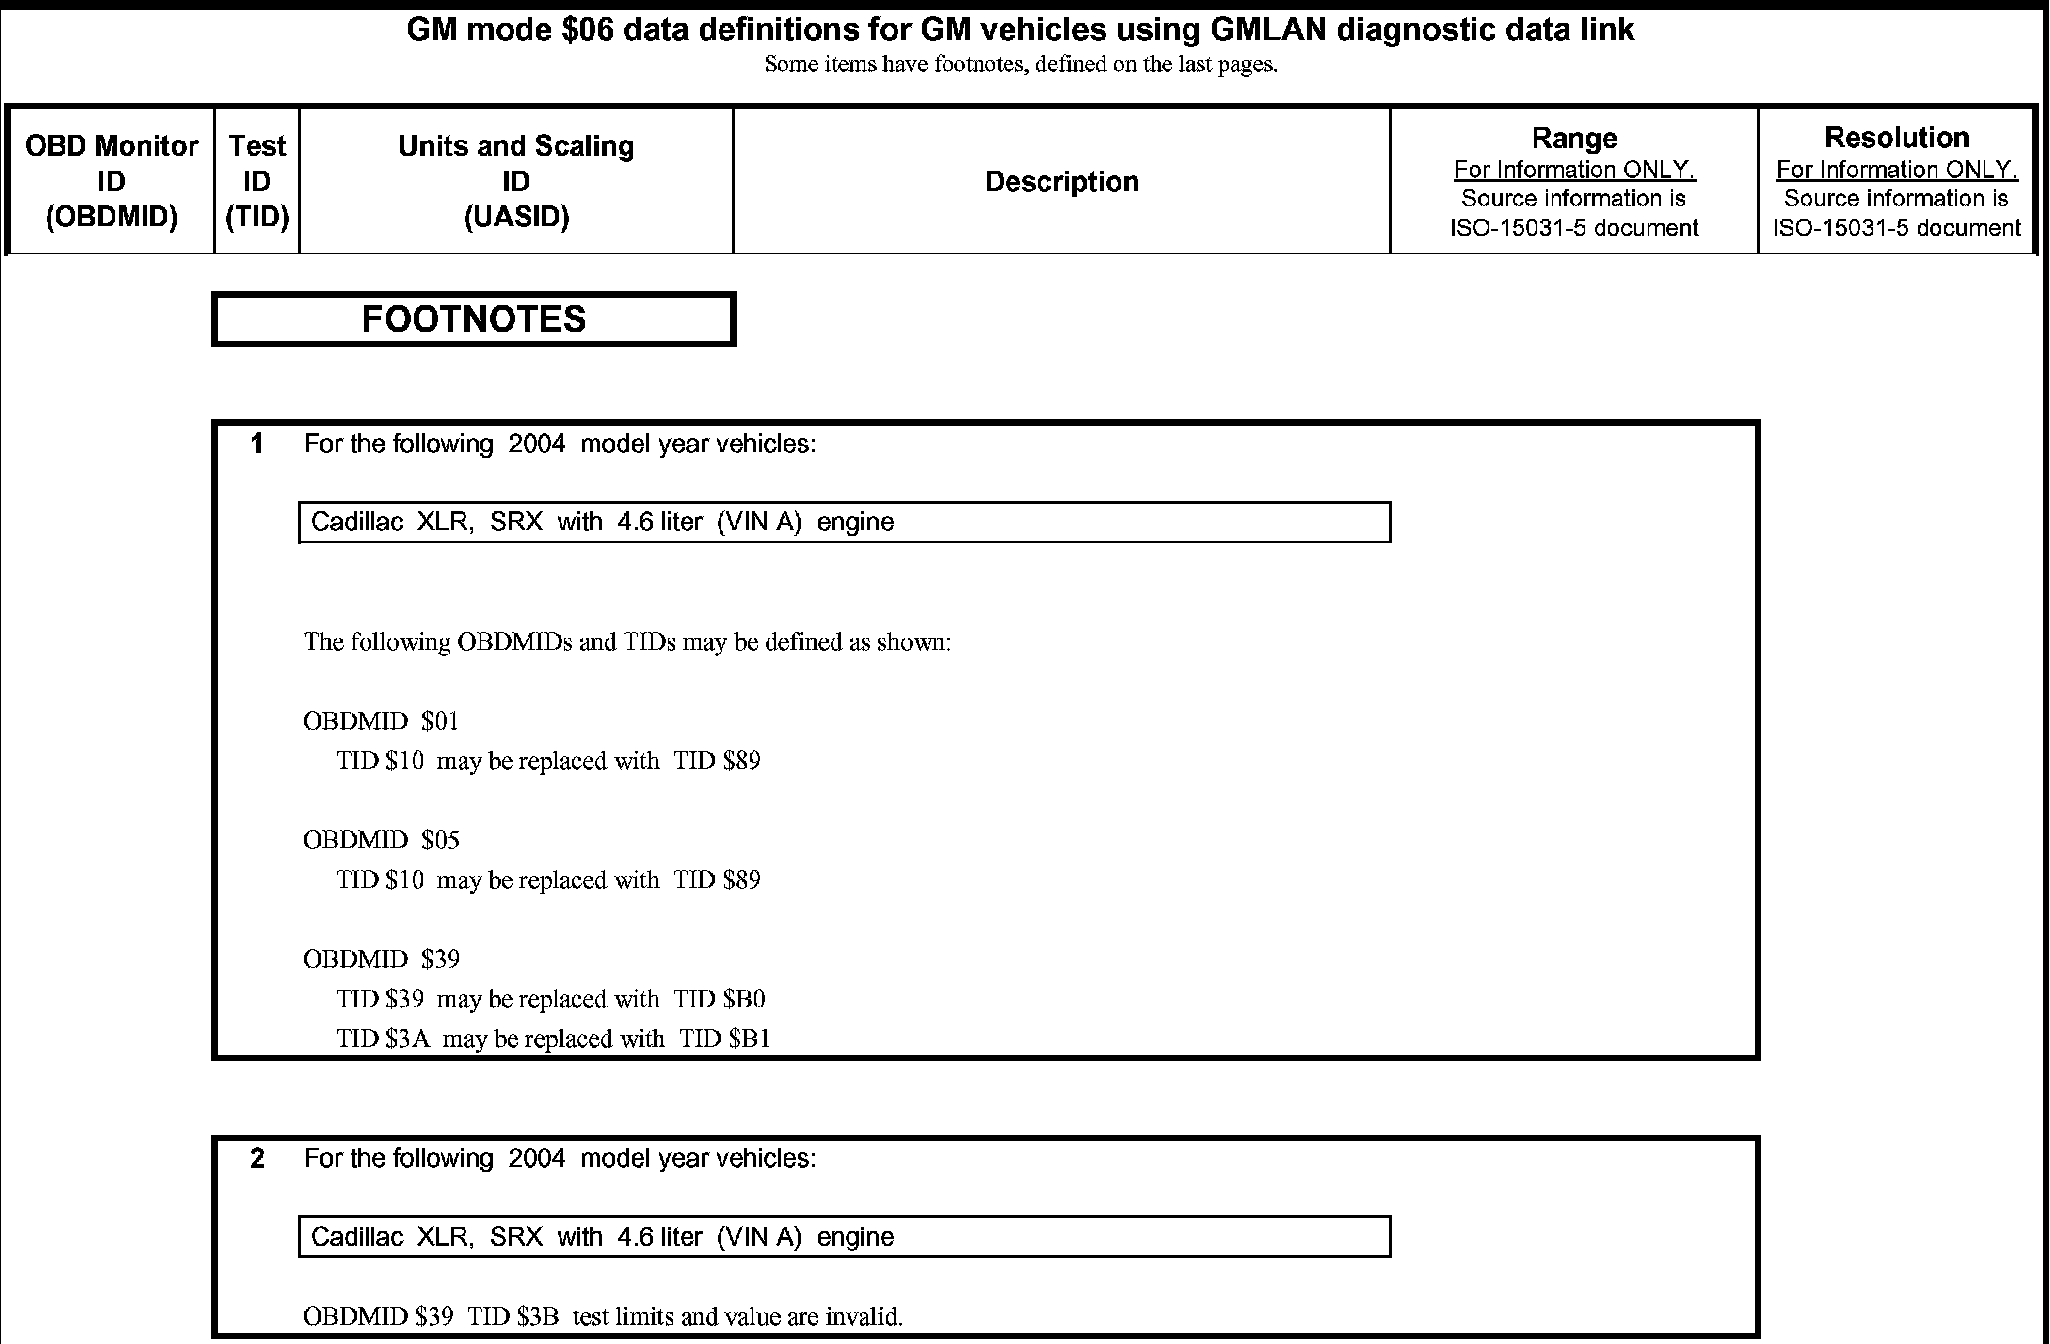 GM mode $06 data definitions for GM vehicles using GMLAN diagnostic data link
Some items have footnotes, defined on the last pages.
OBD Monitor ID (OBDMID)
Test ID (TID)
Units and Scaling ID (UASID)
Description
Range
For Information ONLY.
Source information is
ISO-15031-5 document
Resolution
For Information ONLY.
Source information is
ISO-15031-5 document
FOOTNOTES
1 For the following 2004 model year vehicles:
Cadillac XLR, SRX with 4.6 liter (VIN A) engine
The following OBDMIDs and TIDs may be defined as shown:
OBDMID $01
TID $10 may be replaced with TID $89
OBDMID $05
TID $10 may be replaced with TID $89
OBDMID $39
TID $39 may be replaced with TID $B0
TID $3A may be replaced with TID $B1
2 For the following 2004 model year vehicles:
Cadillac XLR, SRX with 4.6 liter (VIN A) engine
OBDMID $39 TID $3B test limits and value are invalid.